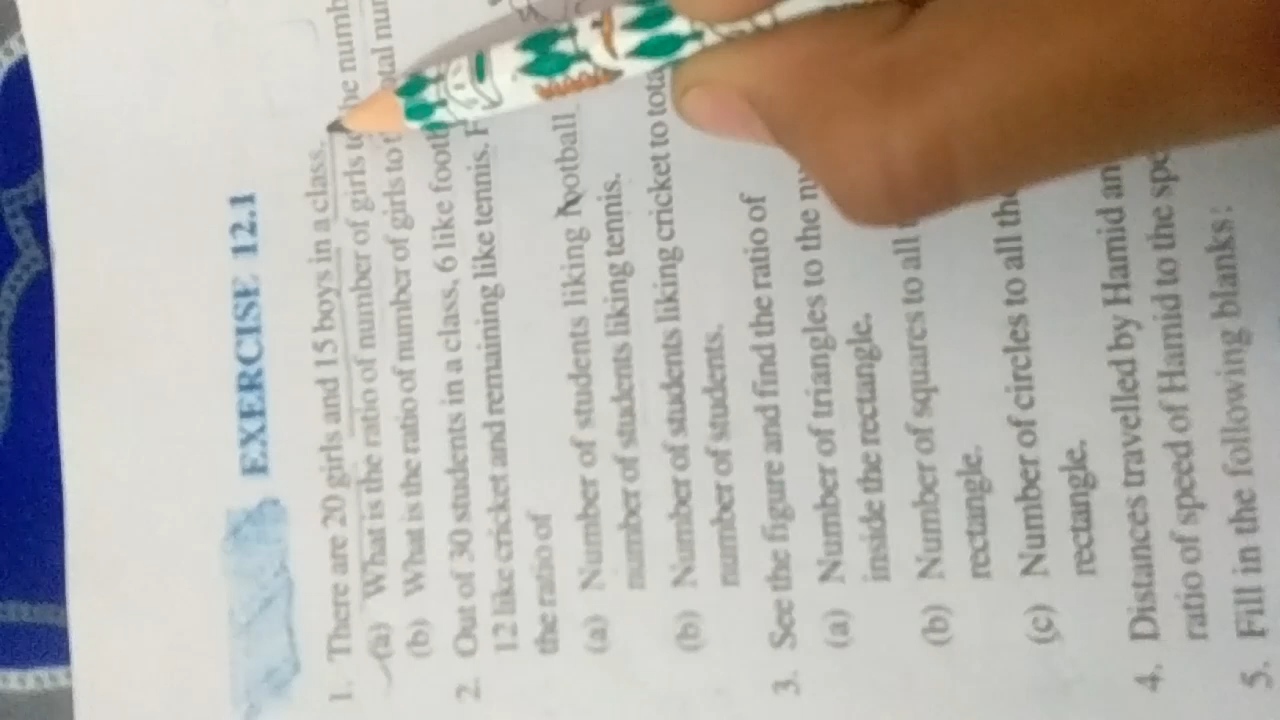 EXERCISE 12.1
1. There are 20 girls and 15 boys in a class.
(a) What is the ratio of number of girls to the numb
(b) What is the ratio of number of girls to t otal num
2. Out of 30 students in a class, 6 like footb
12 like cricket and remaining like tennis. F
the ratio of
(a) Number of students liking football
number of students liking tennis.
(b) Number of students liking cricket to tota
number of students.
3. See the figure and find the ratio of
(a) Number of triangles to the nu
inside the rectangle.
(b) Number of squares to all
rectangle.
(c) Number of circles to all the
rectangle.
4. Distances travelled by Hamid an
ratio of speed of Hamid to the spe
5. Fill in the following blanks: